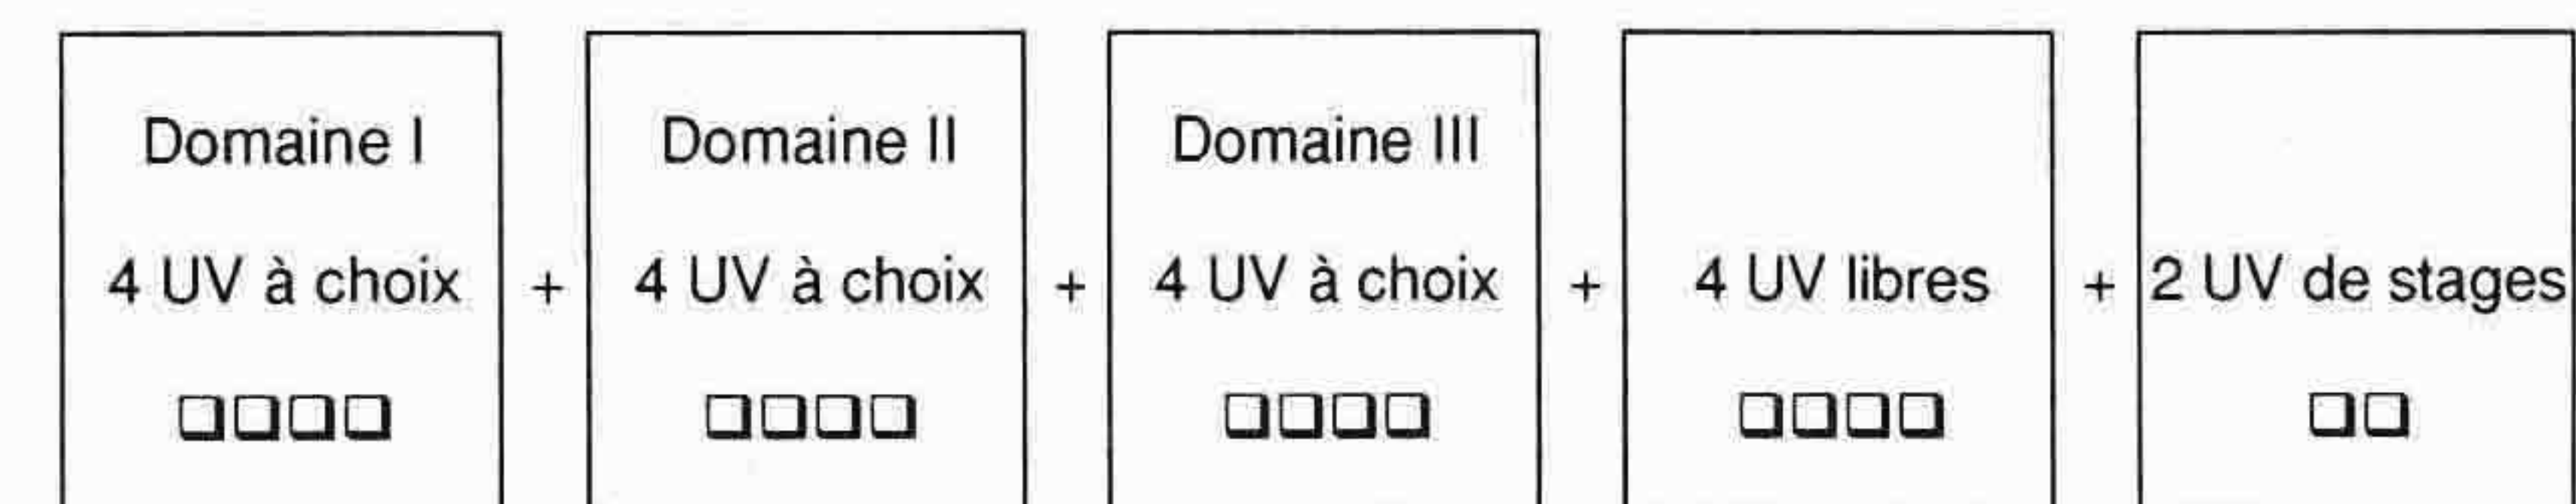 Domaine I
4 UV à choix
❑❑❑❑
+
Domaine II
4 UV à choix
❑❑❑❑
+
Domaine III
4 UV à choix
❑❑❑❑
+
4 UV libres
❑❑❑❑
+
2 UV de stages
❑❑